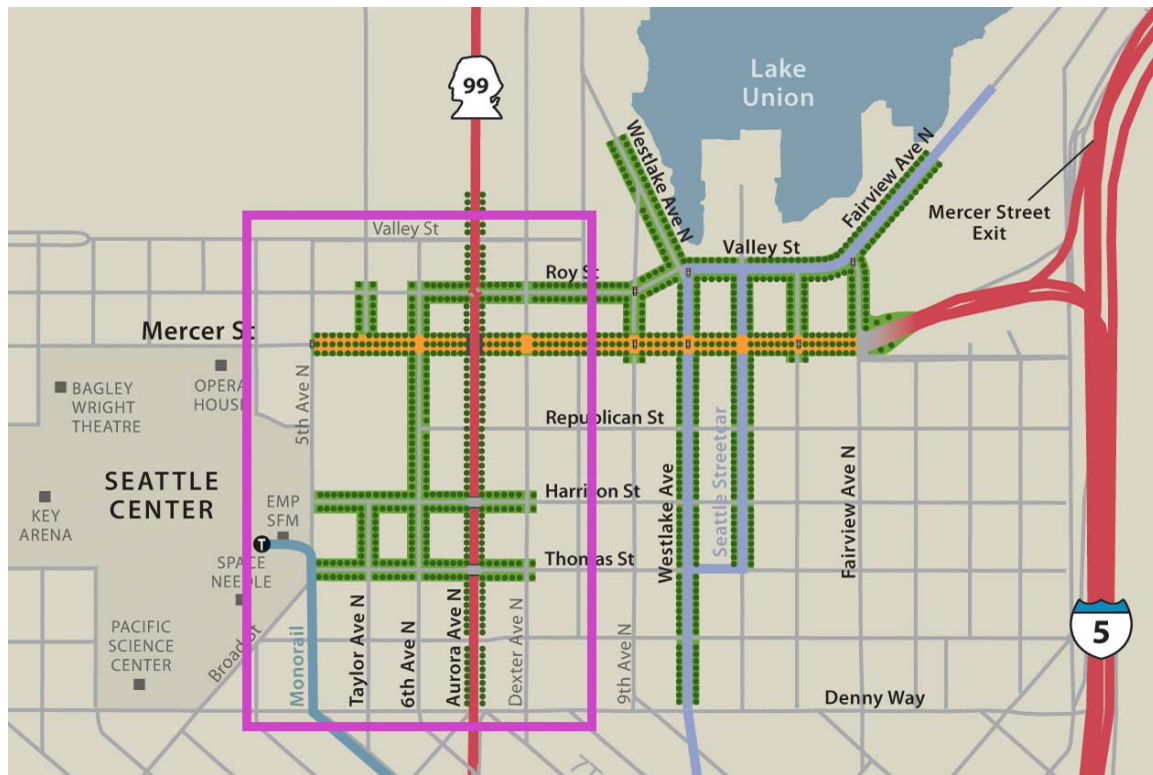 99
Lake
Union
Westlake Ave N
Fairview Ave N
Mercer Street
Exit
Valley St
Valley St
Roy St
Mercer St
OPERA
HOUSE
BAGLEY
WRIGHT
THEATRE
5th Ave N
Republican St
SEATTLE
CENTER
Harrison St
EMP
SFM
KEY
ARENA
T
SPACE
NEEDLE
Thomas St
Westlake Ave
Seattle Streetcar
Fairview Ave N
PACIFIC
SCIENCE
CENTER
Broad St
Monorail
Taylor Ave N
6th Ave N
Aurora Ave N
Dexter Ave N
9th Ave N
5
Denny Way